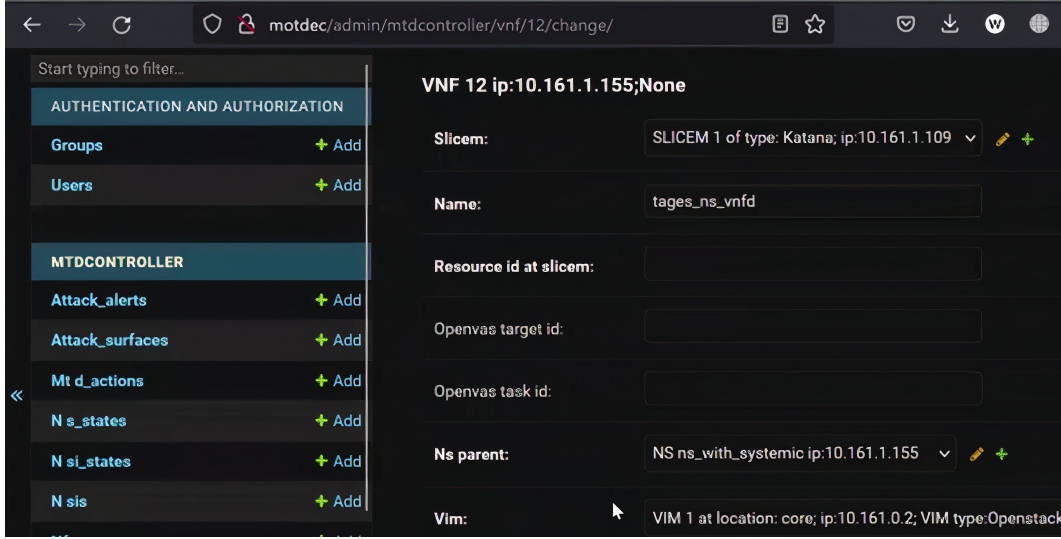 motdec/admin/mtdcontroller/vnf/12/change/
Start typing to filter...
AUTHENTICATION AND AUTHORIZATION
Groups + Add
Users + Add
MTDCONTROLLER
Attack_alerts + Add
Attack_surfaces + Add
Mt d_actions + Add
N s_states + Add
N si_states + Add
N sis + Add
VNF 12 ip:10.161.1.155;None
Slicem: SLICEM 1 of type: Katana; ip:10.161.1.109
Name: tages_ns_vnfd
Resource id at slicem:
Openvas target id:
Openvas task id:
Ns parent: NS ns_with_systemic ip:10.161.1.155
Vim: VIM 1 at location: core; ip:10.161.0.2; VIM type:Openstack